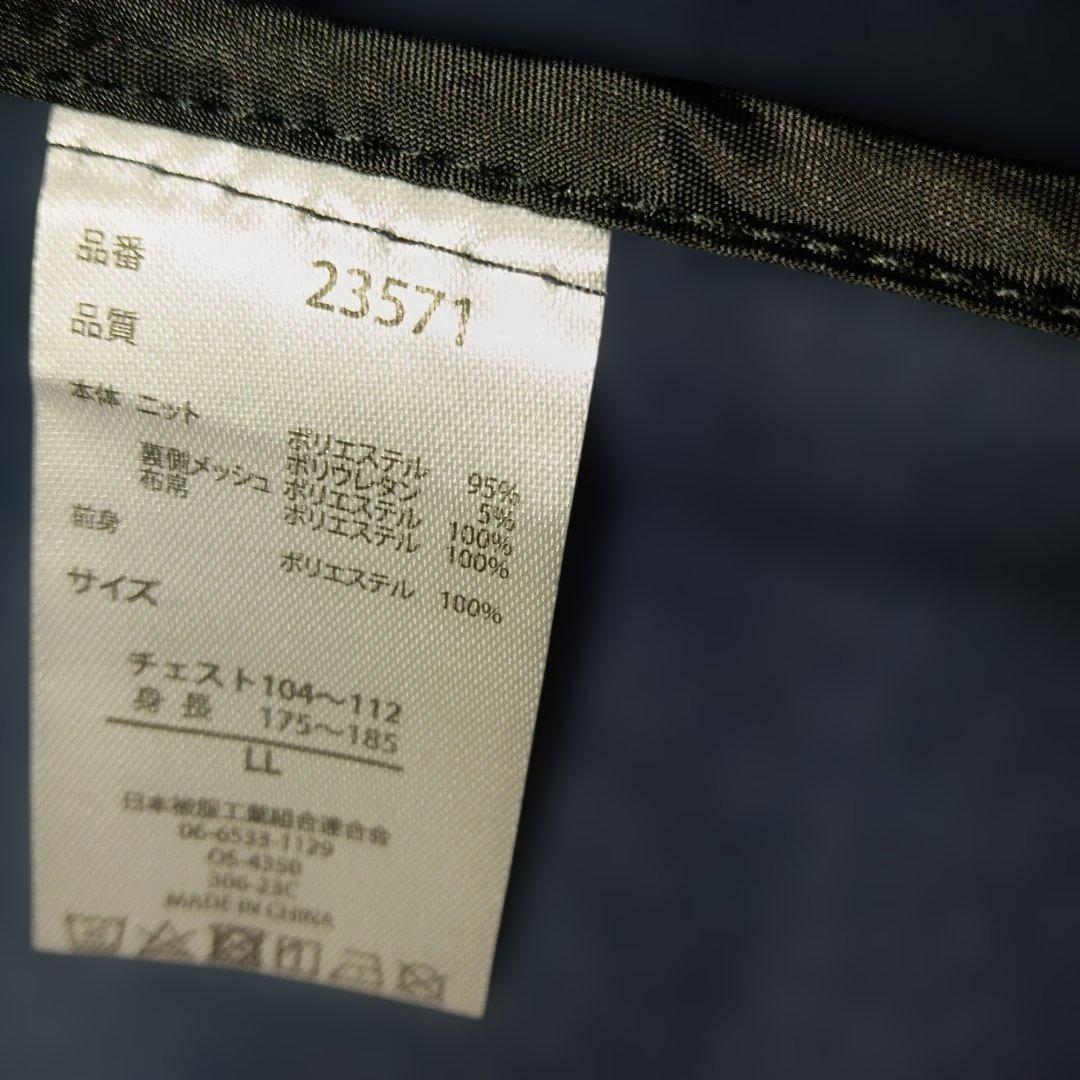 品番 23571
品質
本体 ニット ポリエステル 95%
ポリウレタン 5%
裏側メッシュ ポリエステル 100%
布帛 ポリエステル 100%
前身 ポリエステル 100%
サイズ
チェスト 104～112
身長 175～185
LL
日本被服工業組合連合会
06-6533-1129
OS-4350
306-23C
MADE IN CHINA